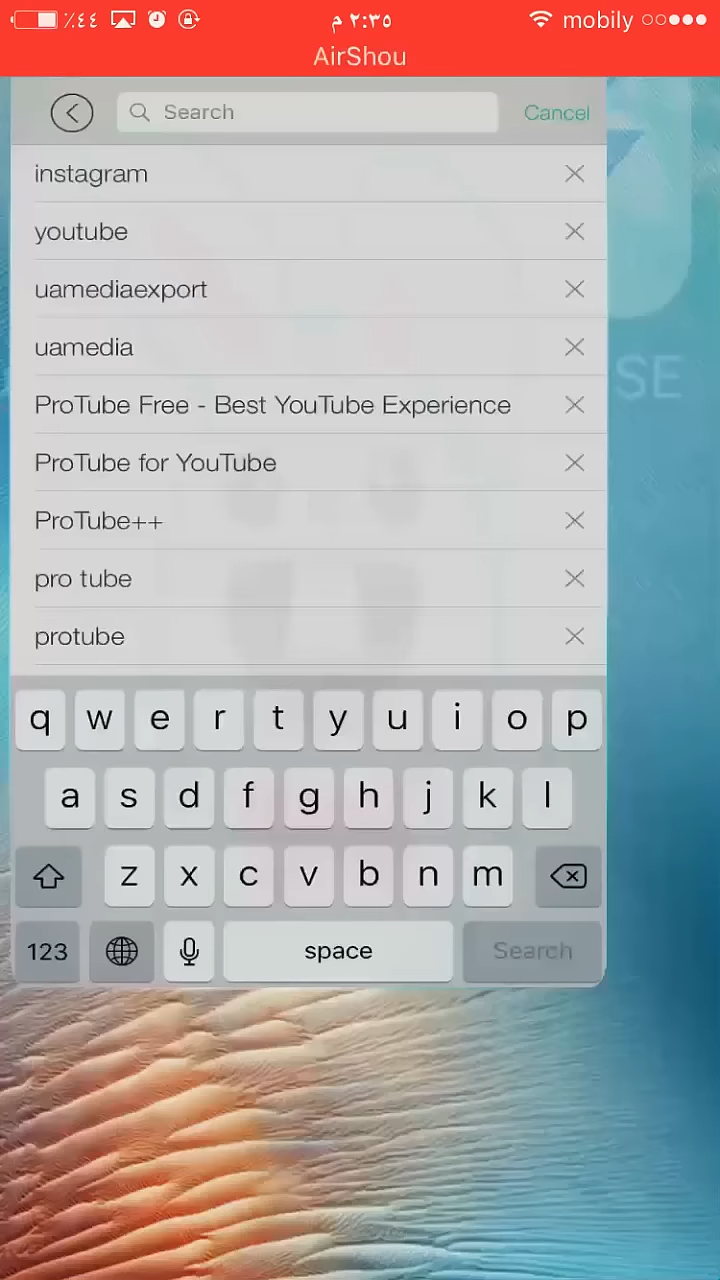 ٪٤٤ ٢:٣٥ م mobily
AirShou
Search Cancel
instagram
youtube
uamediaexport
uamedia
ProTube Free - Best YouTube Experience
ProTube for YouTube
ProTube++
pro tube
protube
SE
q w e r t y u i o p
a s d f g h j k l
z x c v b n m
123 space Search